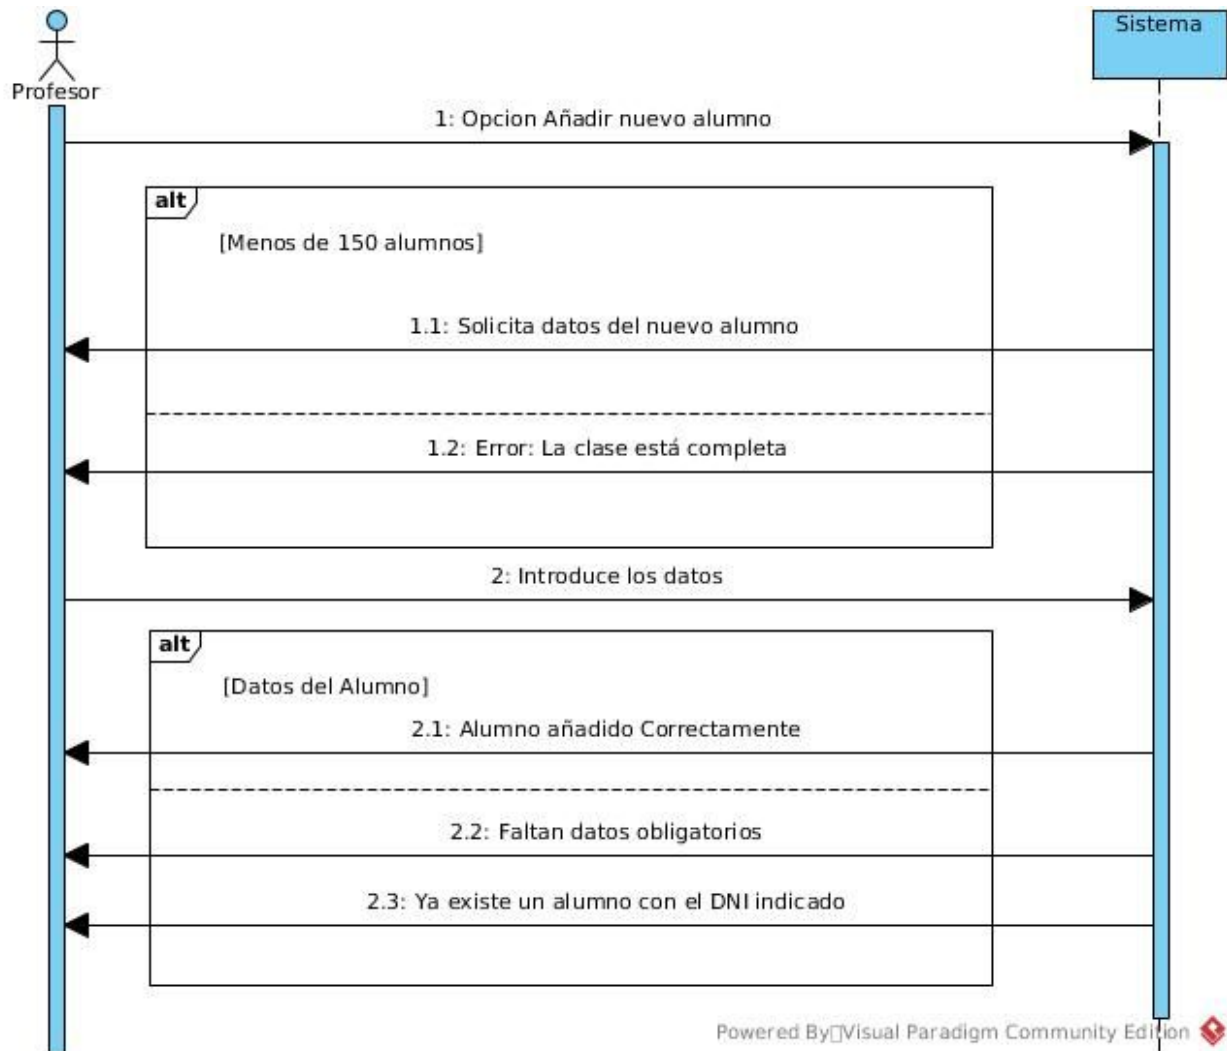 Sistema
Profesor
1: Opcion Añadir nuevo alumno
alt
[Menos de 150 alumnos]
1.1: Solicita datos del nuevo alumno
1.2: Error: La clase está completa
2: Introduce los datos
alt
[Datos del Alumno]
2.1: Alumno añadido Correctamente
2.2: Faltan datos obligatorios
2.3: Ya existe un alumno con el DNI indicado
Powered By Visual Paradigm Community Edition